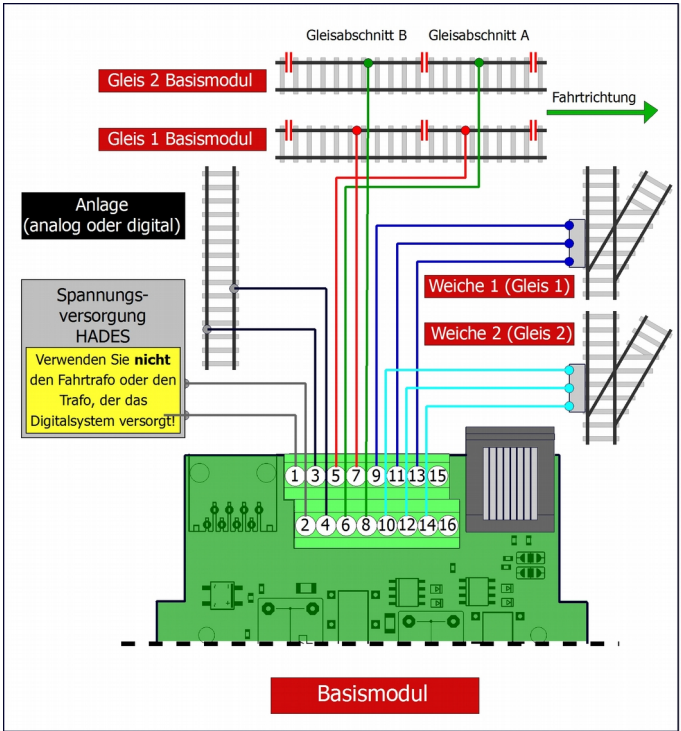 Gleisabschnitt B Gleisabschnitt A
Gleis 2 Basismodul
Fahrtrichtung
Gleis 1 Basismodul
Anlage
(analog oder digital)
Spannungs-
versorgung
HADES
Verwenden Sie nicht
den Fahrtrafo oder den
Trafo, der das
Digitalsystem versorgt!
Weiche 1 (Gleis 1)
Weiche 2 (Gleis 2)
1 3 5 7 9 11 13 15
2 4 6 8 10 12 14 16
Basismodul